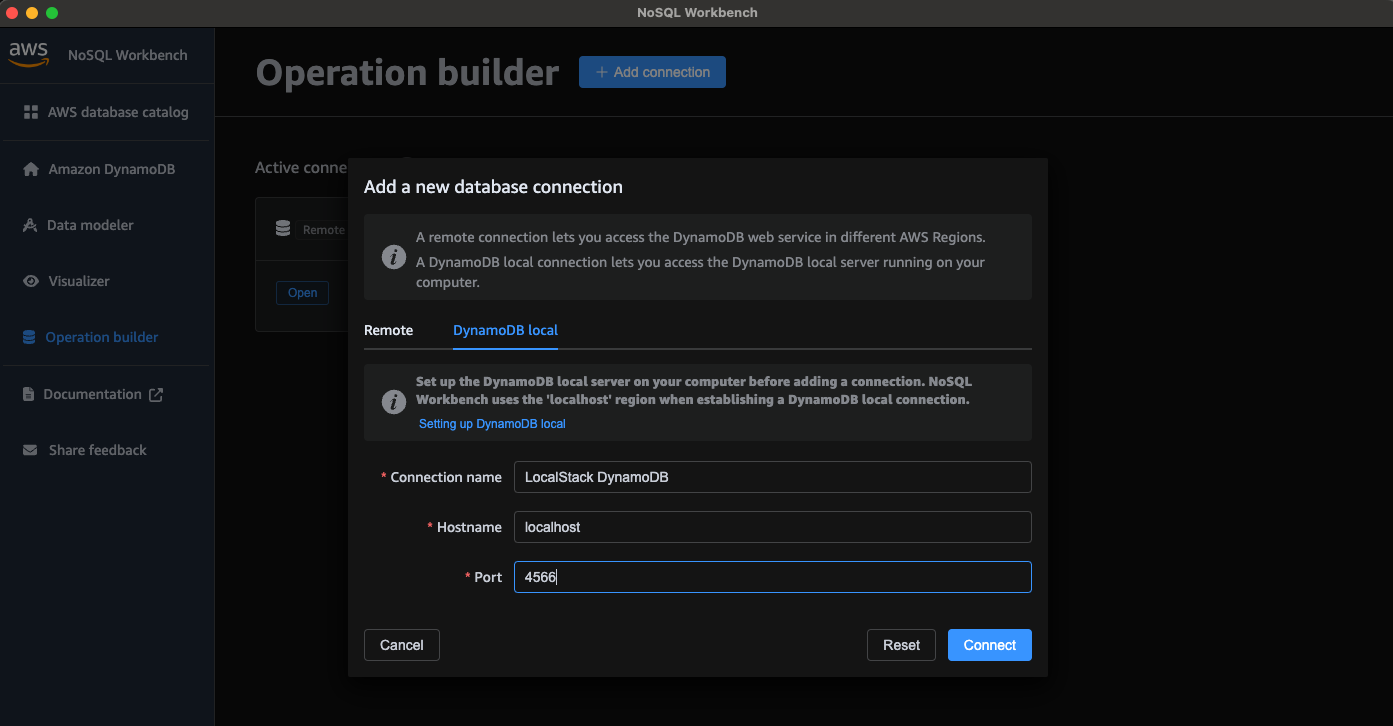 NoSQL Workbench
aws
NoSQL Workbench
AWS database catalog
Amazon DynamoDB
Data modeler
Visualizer
Operation builder
Documentation
Share feedback
Operation builder
+ Add connection
Active conne
Remote
Open
Add a new database connection
A remote connection lets you access the DynamoDB web service in different AWS Regions.
A DynamoDB local connection lets you access the DynamoDB local server running on your
computer.
Remote
DynamoDB local
Set up the DynamoDB local server on your computer before adding a connection. NoSQL
Workbench uses the 'localhost' region when establishing a DynamoDB local connection.
Setting up DynamoDB local
* Connection name
LocalStack DynamoDB
* Hostname
localhost
* Port
4566
Cancel
Reset
Connect